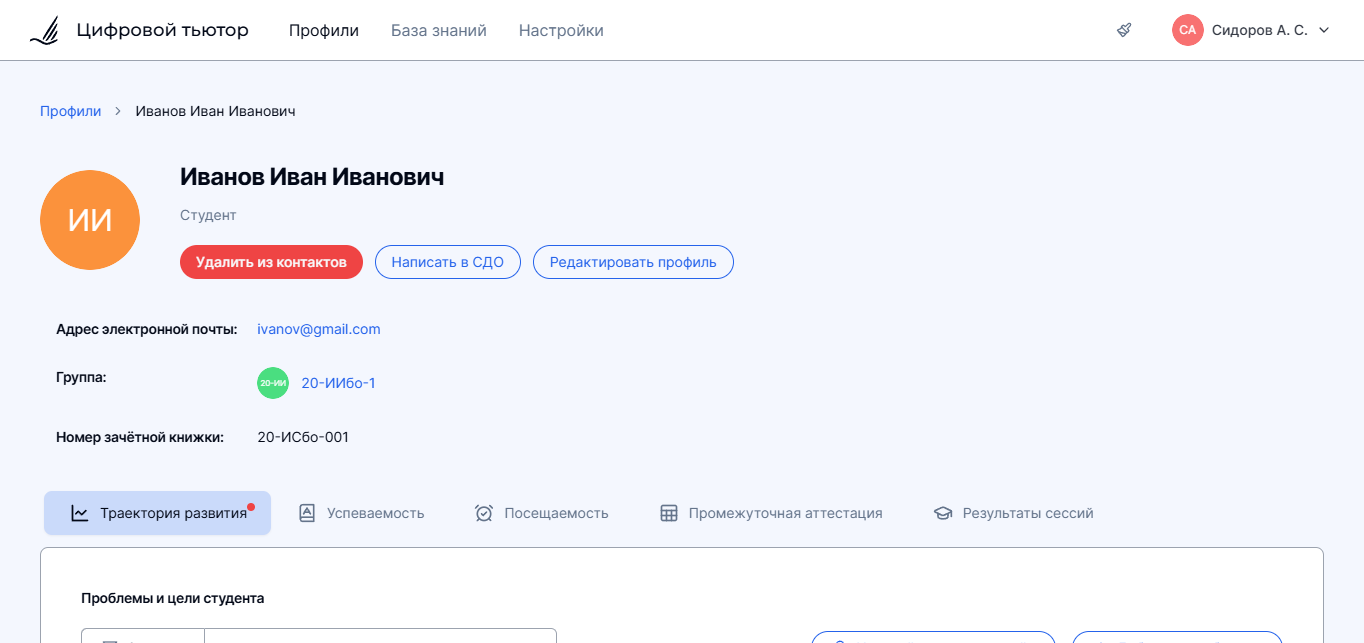 Цифровой тьютор Профили База знаний Настройки СА Сидоров А. С.
Профили > Иванов Иван Иванович
ИИ
Иванов Иван Иванович
Студент
Удалить из контактов Написать в СДО Редактировать профиль
Адрес электронной почты: ivanov@gmail.com
Группа: 20-ИИ 20-ИИбо-1
Номер зачётной книжки: 20-ИСбо-001
Траектория развития Успеваемость Посещаемость Промежуточная аттестация Результаты сессий
Проблемы и цели студента